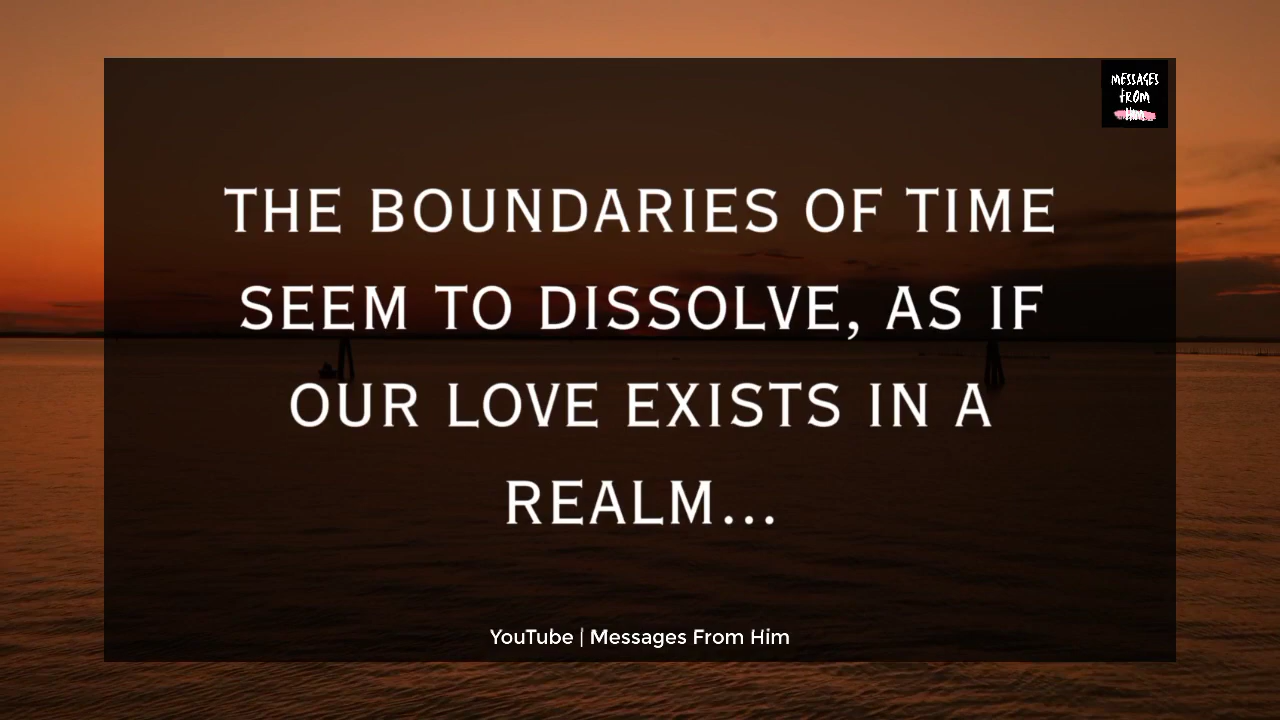 MESSAGES
FROM
Him
THE BOUNDARIES OF TIME
SEEM TO DISSOLVE, AS IF
OUR LOVE EXISTS IN A
REALM...
YouTube | Messages From Him